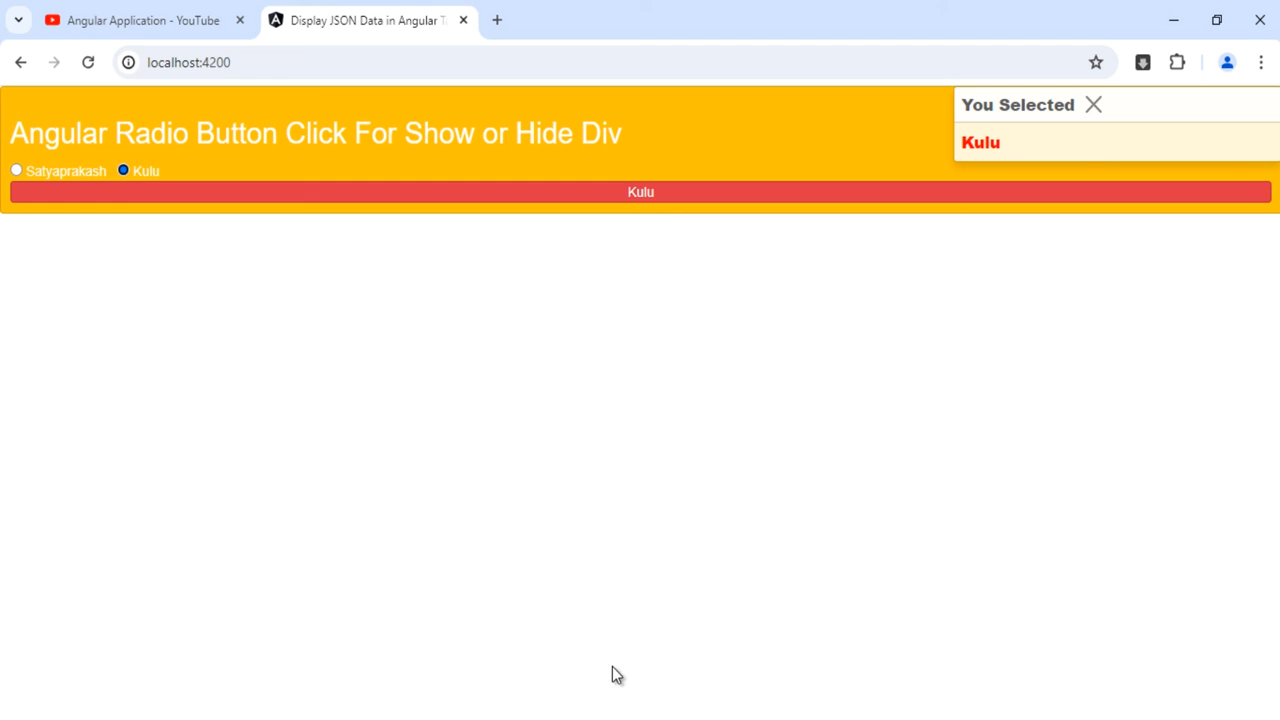 Angular Application - YouTube
Display JSON Data in Angular T
localhost:4200
You Selected
Kulu
Angular Radio Button Click For Show or Hide Div
Satyaprakash Kulu
Kulu